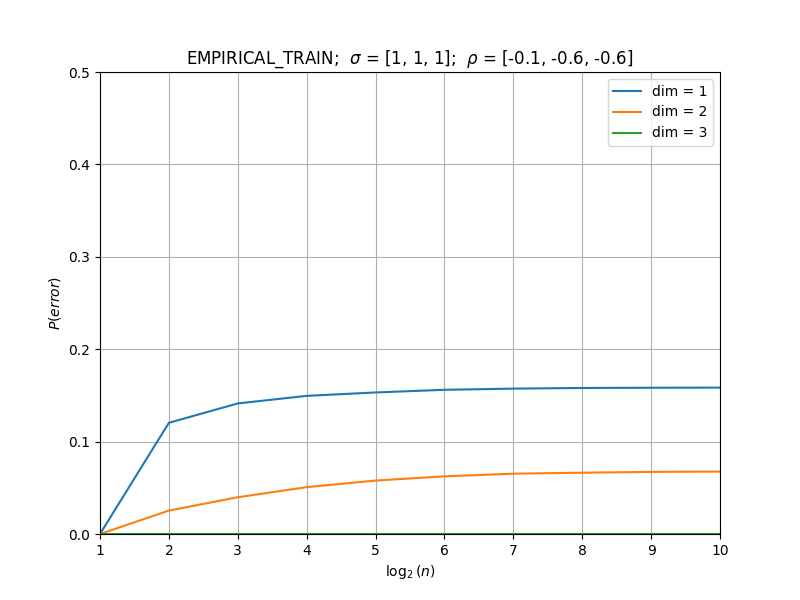 EMPIRICAL_TRAIN; σ = [1, 1, 1]; ρ = [-0.1, -0.6, -0.6]
dim = 1
dim = 2
dim = 3
0.5
0.4
0.3
0.2
0.1
0.0
P(error)
1 2 3 4 5 6 7 8 9 10
log₂(n)